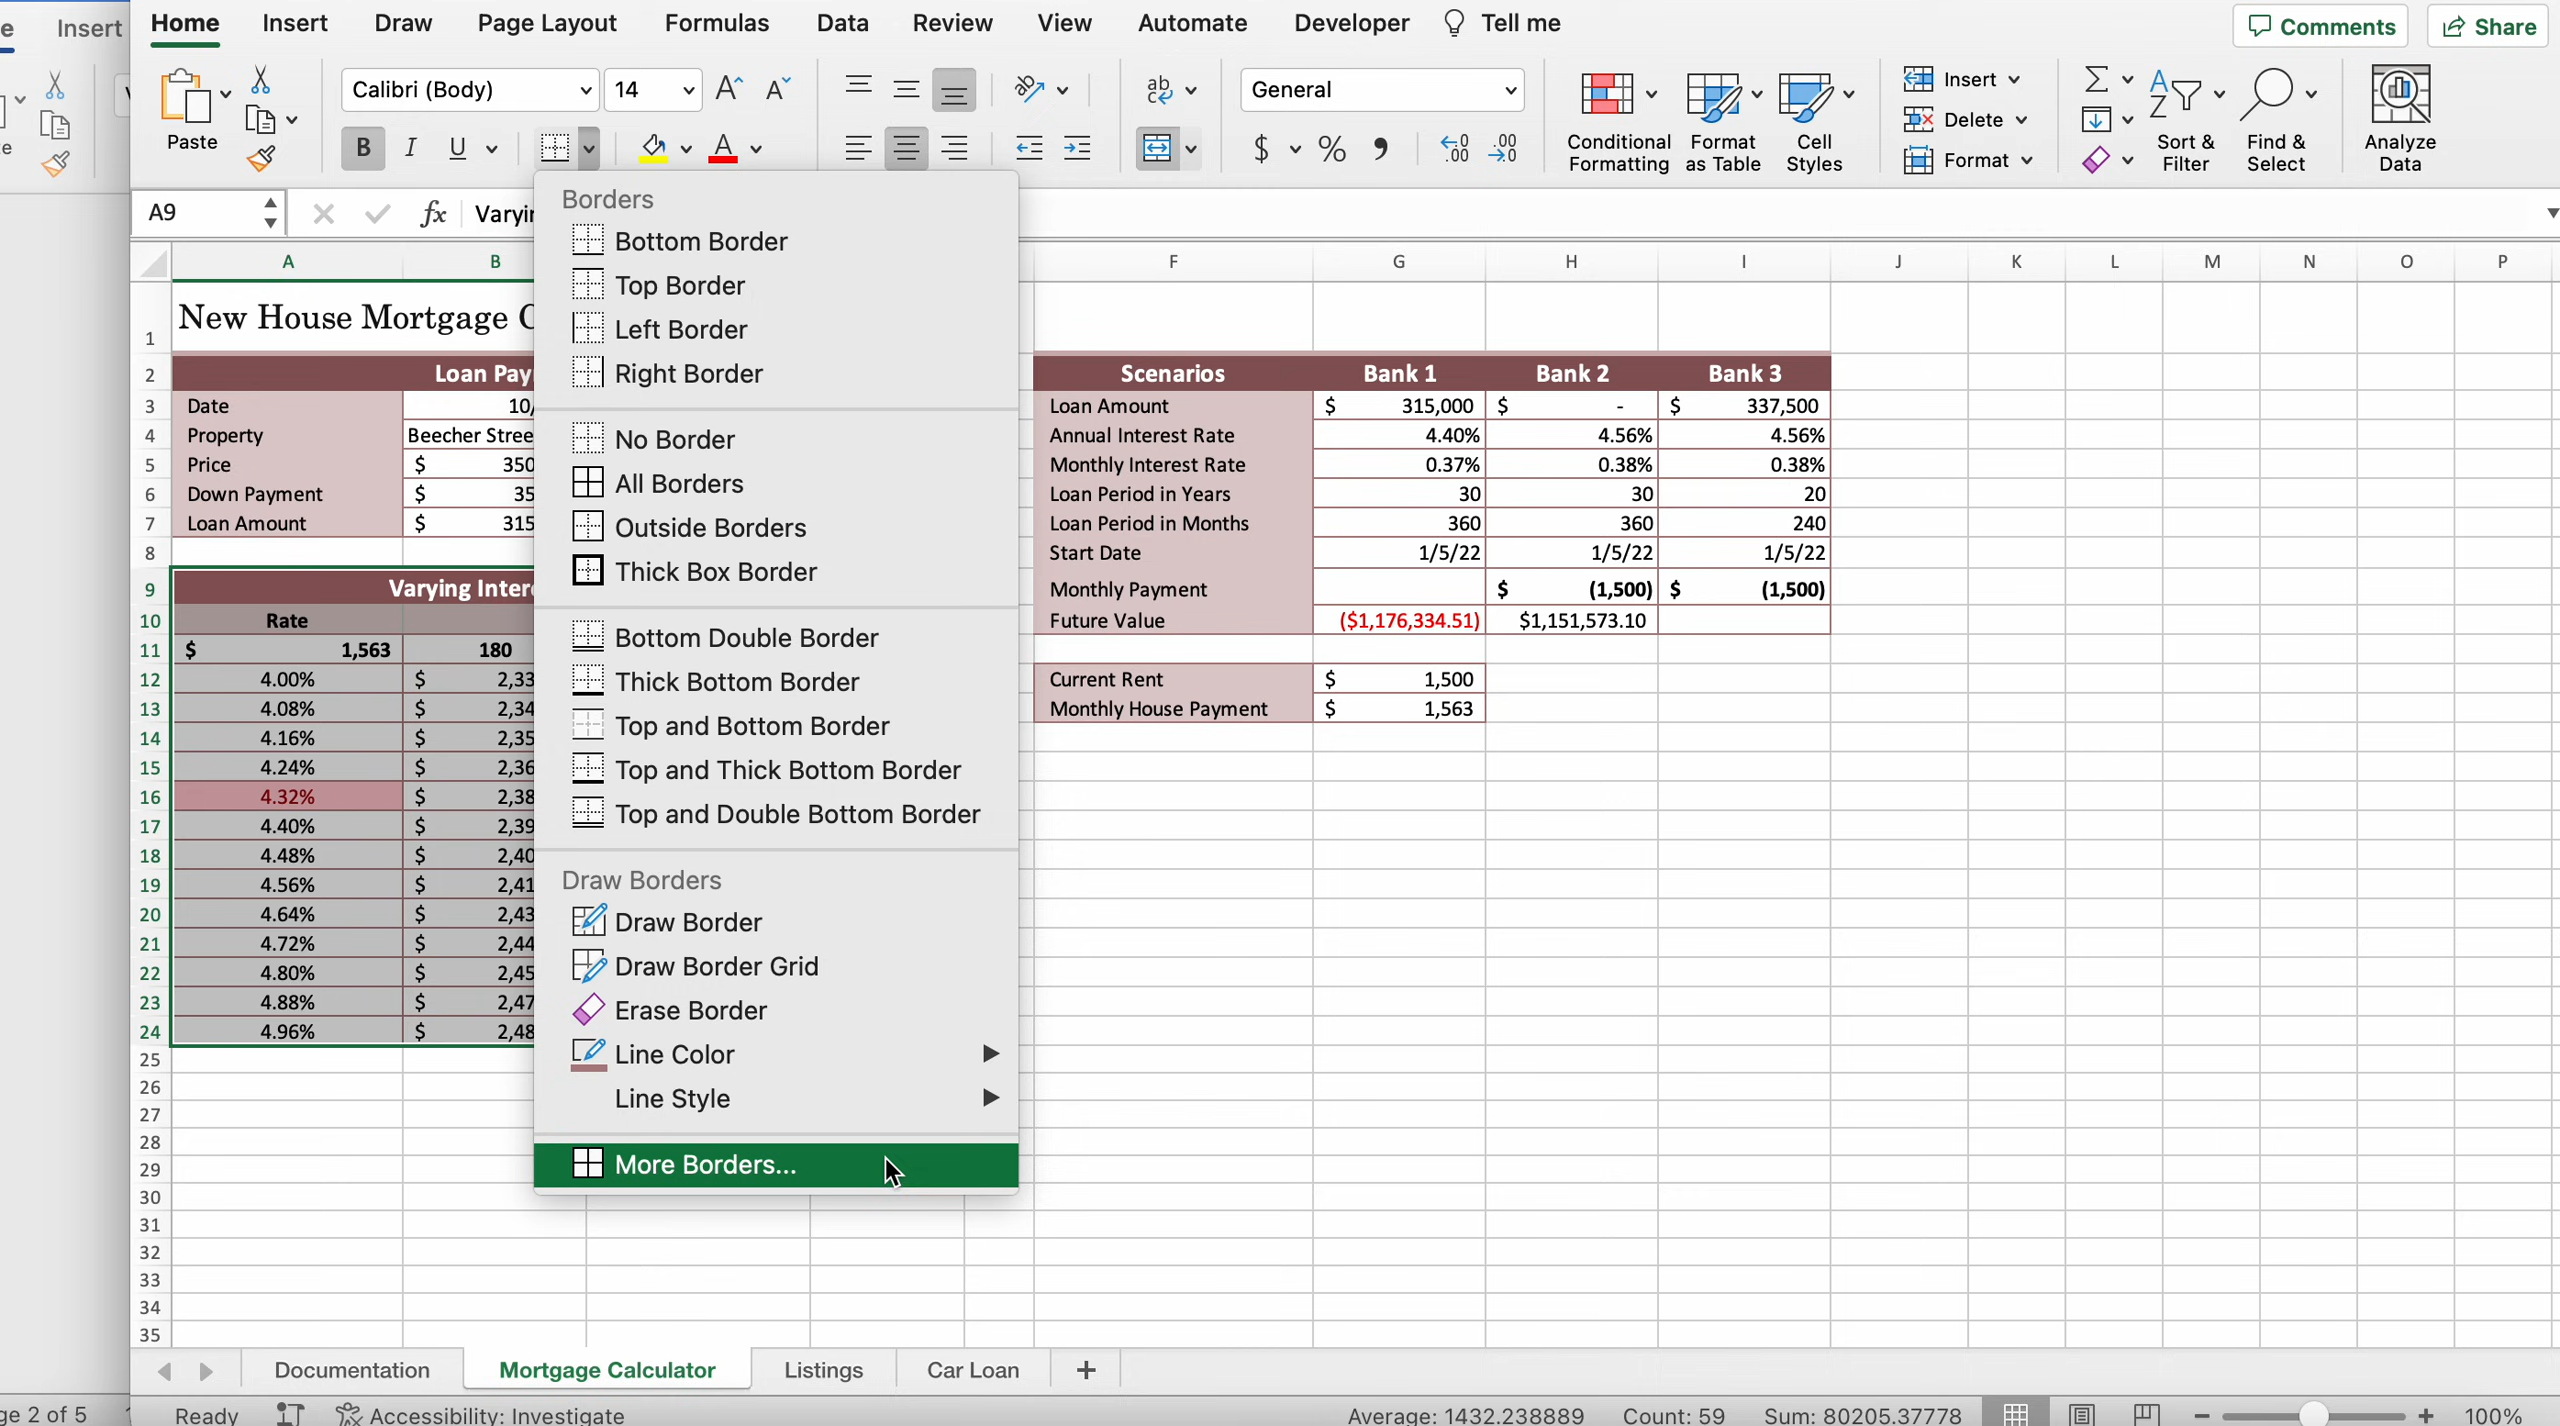 e Insert Home Insert Draw Page Layout Formulas Data Review View Automate Developer Tell me Comments Share
Calibri (Body) 14 A A ab General Insert
Paste B I U A $ % , .00 .00 Conditional Formatting Format as Table Cell Styles Delete Format Sort & Filter Find & Select Analyze Data
A9 fx Varyin
A B F G H I J K L M N O P
1 New House Mortgage C
2 Loan Pay Scenarios Bank 1 Bank 2 Bank 3
3 Date 10/ Loan Amount $ 315,000 $ - $ 337,500
4 Property Beecher Stree Annual Interest Rate 4.40% 4.56% 4.56%
5 Price $ 350 Monthly Interest Rate 0.37% 0.38% 0.38%
6 Down Payment $ 35 Loan Period in Years 30 30 20
7 Loan Amount $ 315 Loan Period in Months 360 360 240
8 Start Date 1/5/22 1/5/22 1/5/22
9 Varying Intere Monthly Payment $ (1,500) $ (1,500)
10 Rate Future Value ($1,176,334.51) $1,151,573.10
11 $ 1,563 180
12 4.00% $ 2,33 Current Rent $ 1,500
13 4.08% $ 2,34 Monthly House Payment $ 1,563
14 4.16% $ 2,35
15 4.24% $ 2,36
16 4.32% $ 2,38
17 4.40% $ 2,39
18 4.48% $ 2,40
19 4.56% $ 2,41
20 4.64% $ 2,43
21 4.72% $ 2,44
22 4.80% $ 2,45
23 4.88% $ 2,47
24 4.96% $ 2,48
25
26
27
28
29
30
31
32
33
34
35
Borders
Bottom Border
Top Border
Left Border
Right Border
No Border
All Borders
Outside Borders
Thick Box Border
Bottom Double Border
Thick Bottom Border
Top and Bottom Border
Top and Thick Bottom Border
Top and Double Bottom Border
Draw Borders
Draw Border
Draw Border Grid
Erase Border
Line Color
Line Style
More Borders...
Documentation Mortgage Calculator Listings Car Loan +
ge 2 of 5 Ready Accessibility: Investigate Average: 1432.238889 Count: 59 Sum: 80205.37778 100%